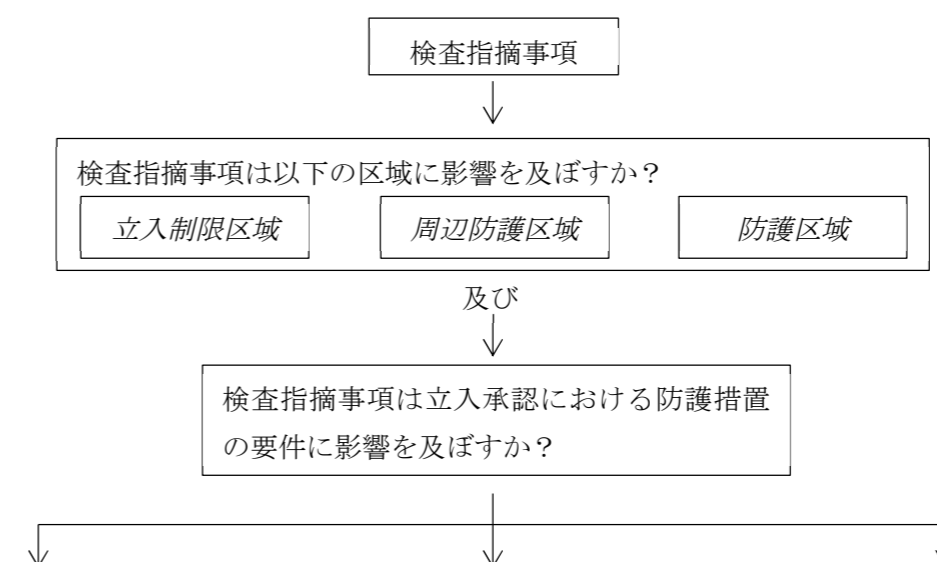 検査指摘事項
検査指摘事項は以下の区域に影響を及ぼすか？
立入制限区域
周辺防護区域
防護区域
及び
検査指摘事項は立入承認における防護措置
の要件に影響を及ぼすか？